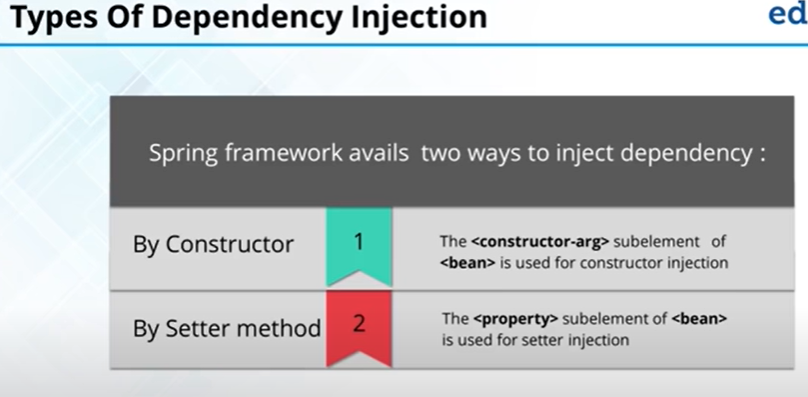 Types Of Dependency Injection
ed
Spring framework avails two ways to inject dependency :
By Constructor
1
The <constructor-arg> subelement of
<bean> is used for constructor injection
By Setter method
2
The <property> subelement of <bean>
is used for setter injection